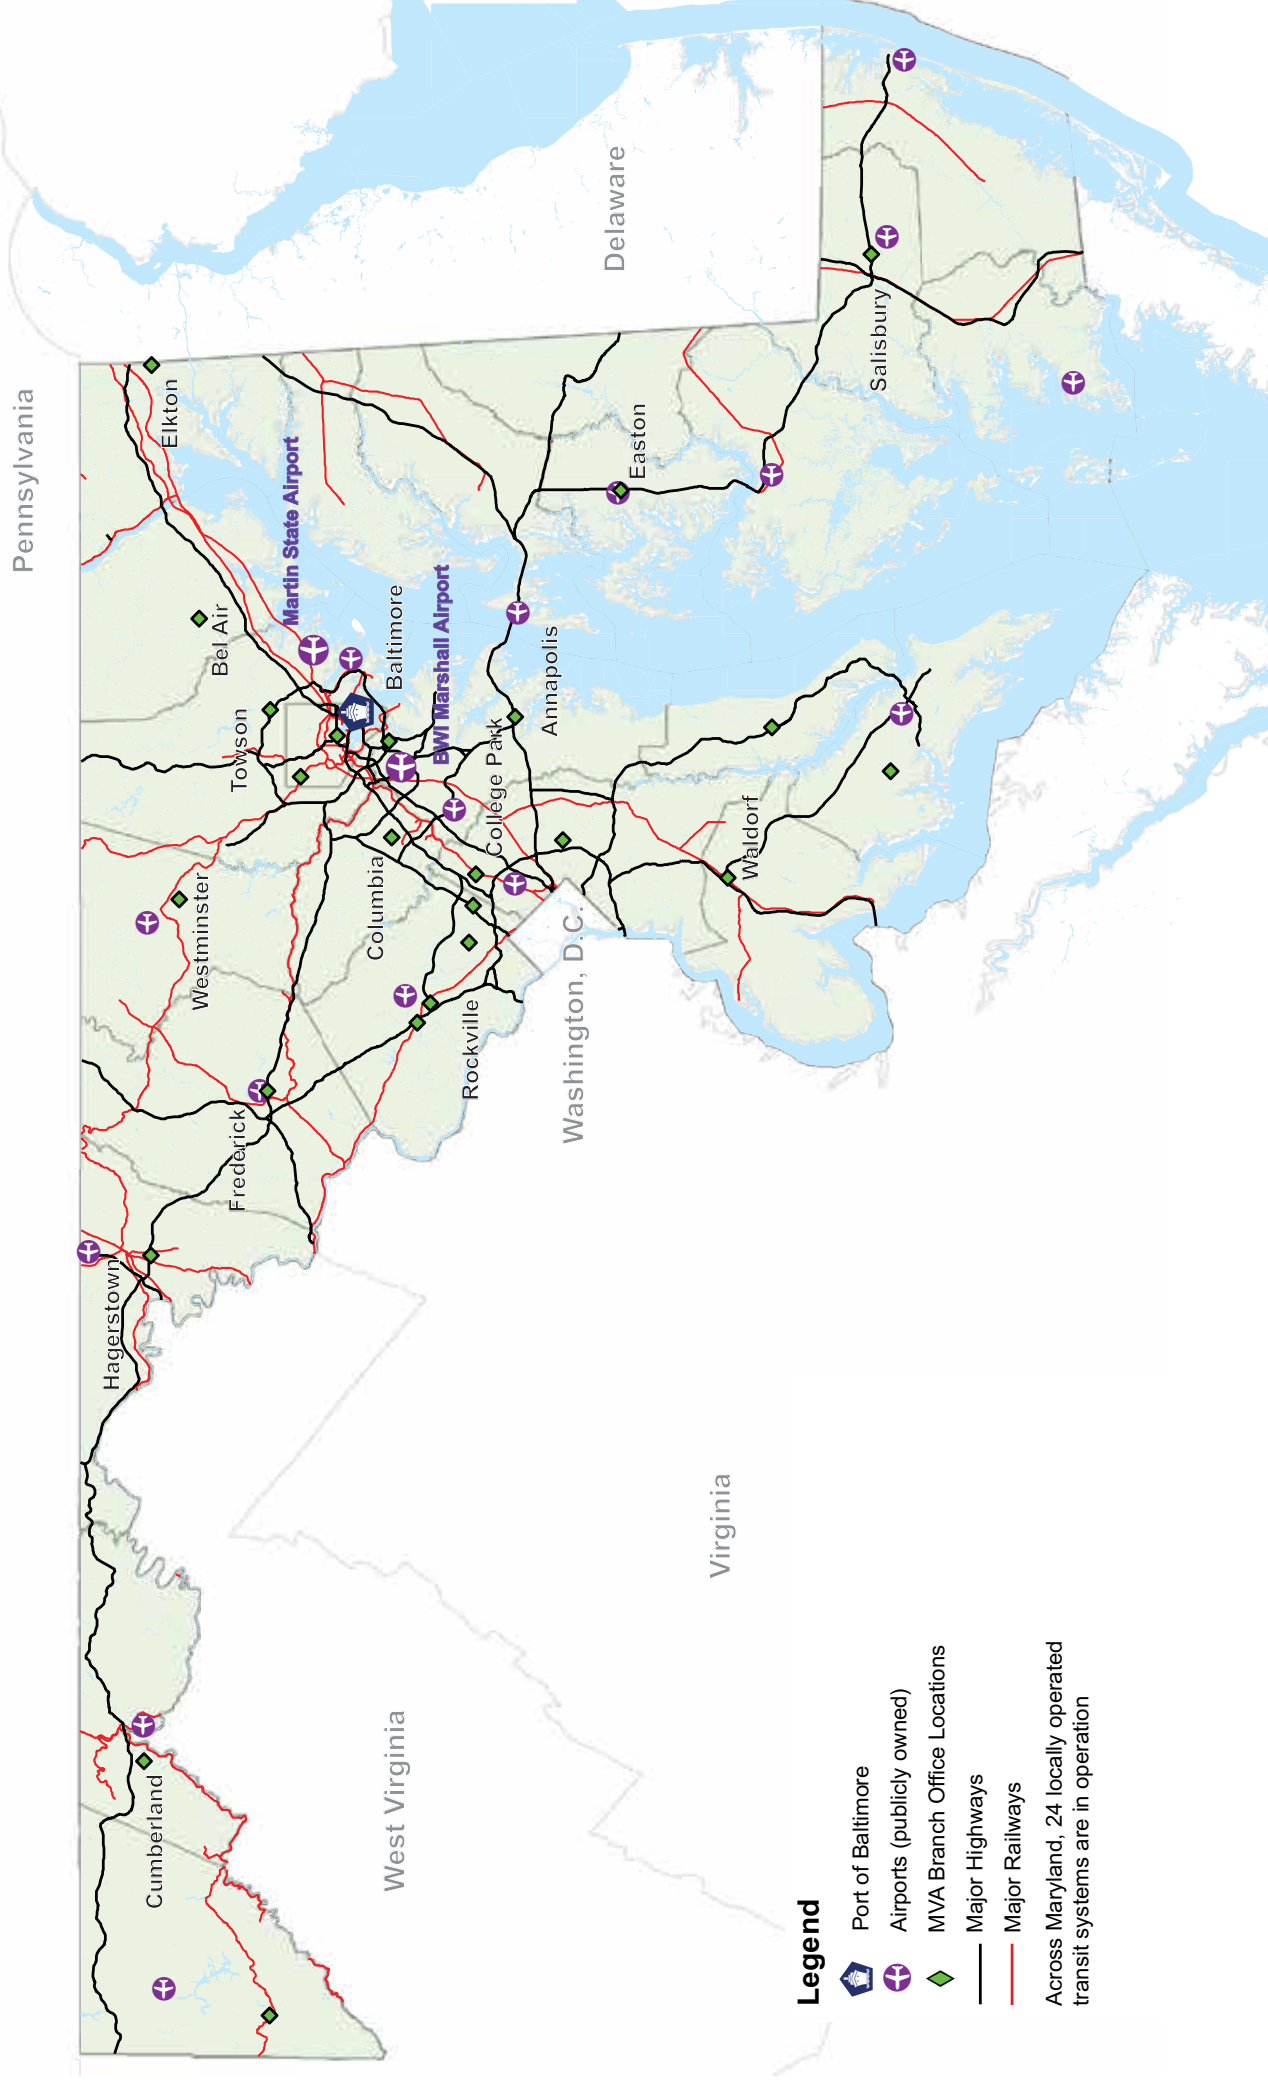 Pennsylvania
Elkton
Bel Air
Martin State Airport
Towson
Baltimore
BWI Marshall Airport
Westminster
Columbia
College Park
Annapolis
Easton
Delaware
Salisbury
Hagerstown
Frederick
Rockville
Washington, D.C.
Waldorf
Cumberland
West Virginia
Virginia
Legend
Port of Baltimore
Airports (publicly owned)
MVA Branch Office Locations
Major Highways
Major Railways
Across Maryland, 24 locally operated
transit systems are in operation